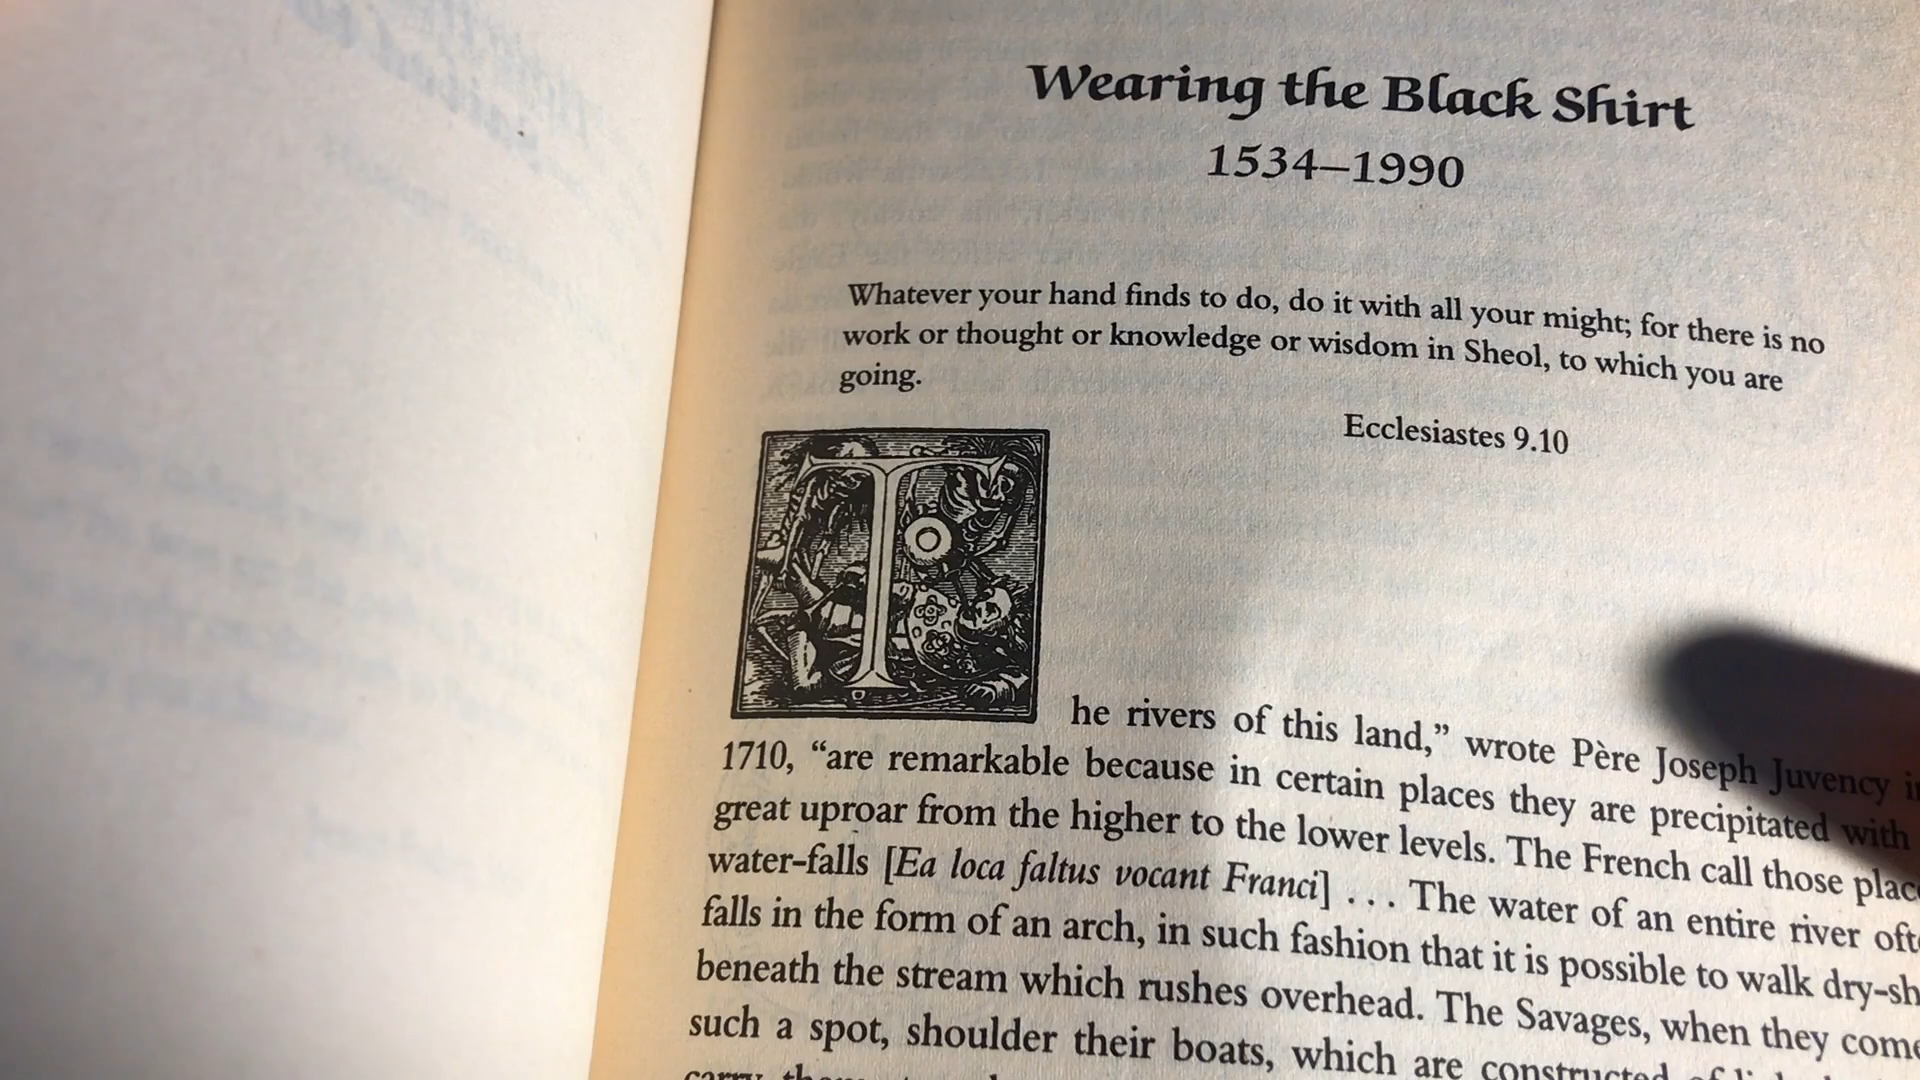 Wearing the Black Shirt
1534–1990
Whatever your hand finds to do, do it with all your might; for there is no
work or thought or knowledge or wisdom in Sheol, to which you are
going.
Ecclesiastes 9.10
T
he rivers of this land,” wrote Père Joseph Juvency
1710, “are remarkable because in certain places they are precipitated with
great uproar from the higher to the lower levels. The French call those
water-falls [Ea loca faltus vocant Franci] . . . The water of an entire river
falls in the form of an arch, in such fashion that it is possible to walk
beneath the stream which rushes overhead. The Savages, when they come
such a spot, shoulder their boats, which are